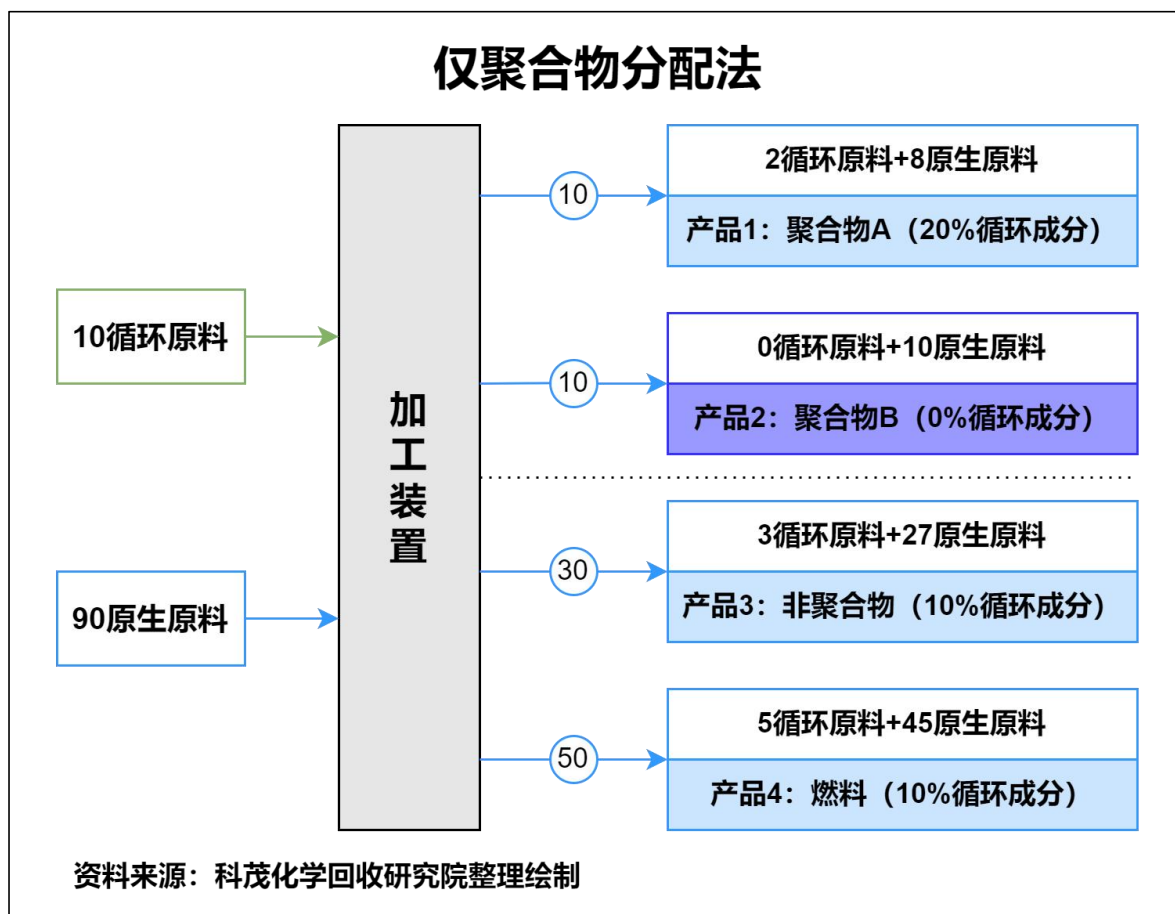 仅聚合物分配法
10循环原料
90原生原料
加工装置
10
2循环原料+8原生原料
产品1：聚合物A（20%循环成分）
10
0循环原料+10原生原料
产品2：聚合物B（0%循环成分）
30
3循环原料+27原生原料
产品3：非聚合物（10%循环成分）
50
5循环原料+45原生原料
产品4：燃料（10%循环成分）
资料来源：科茂化学回收研究院整理绘制